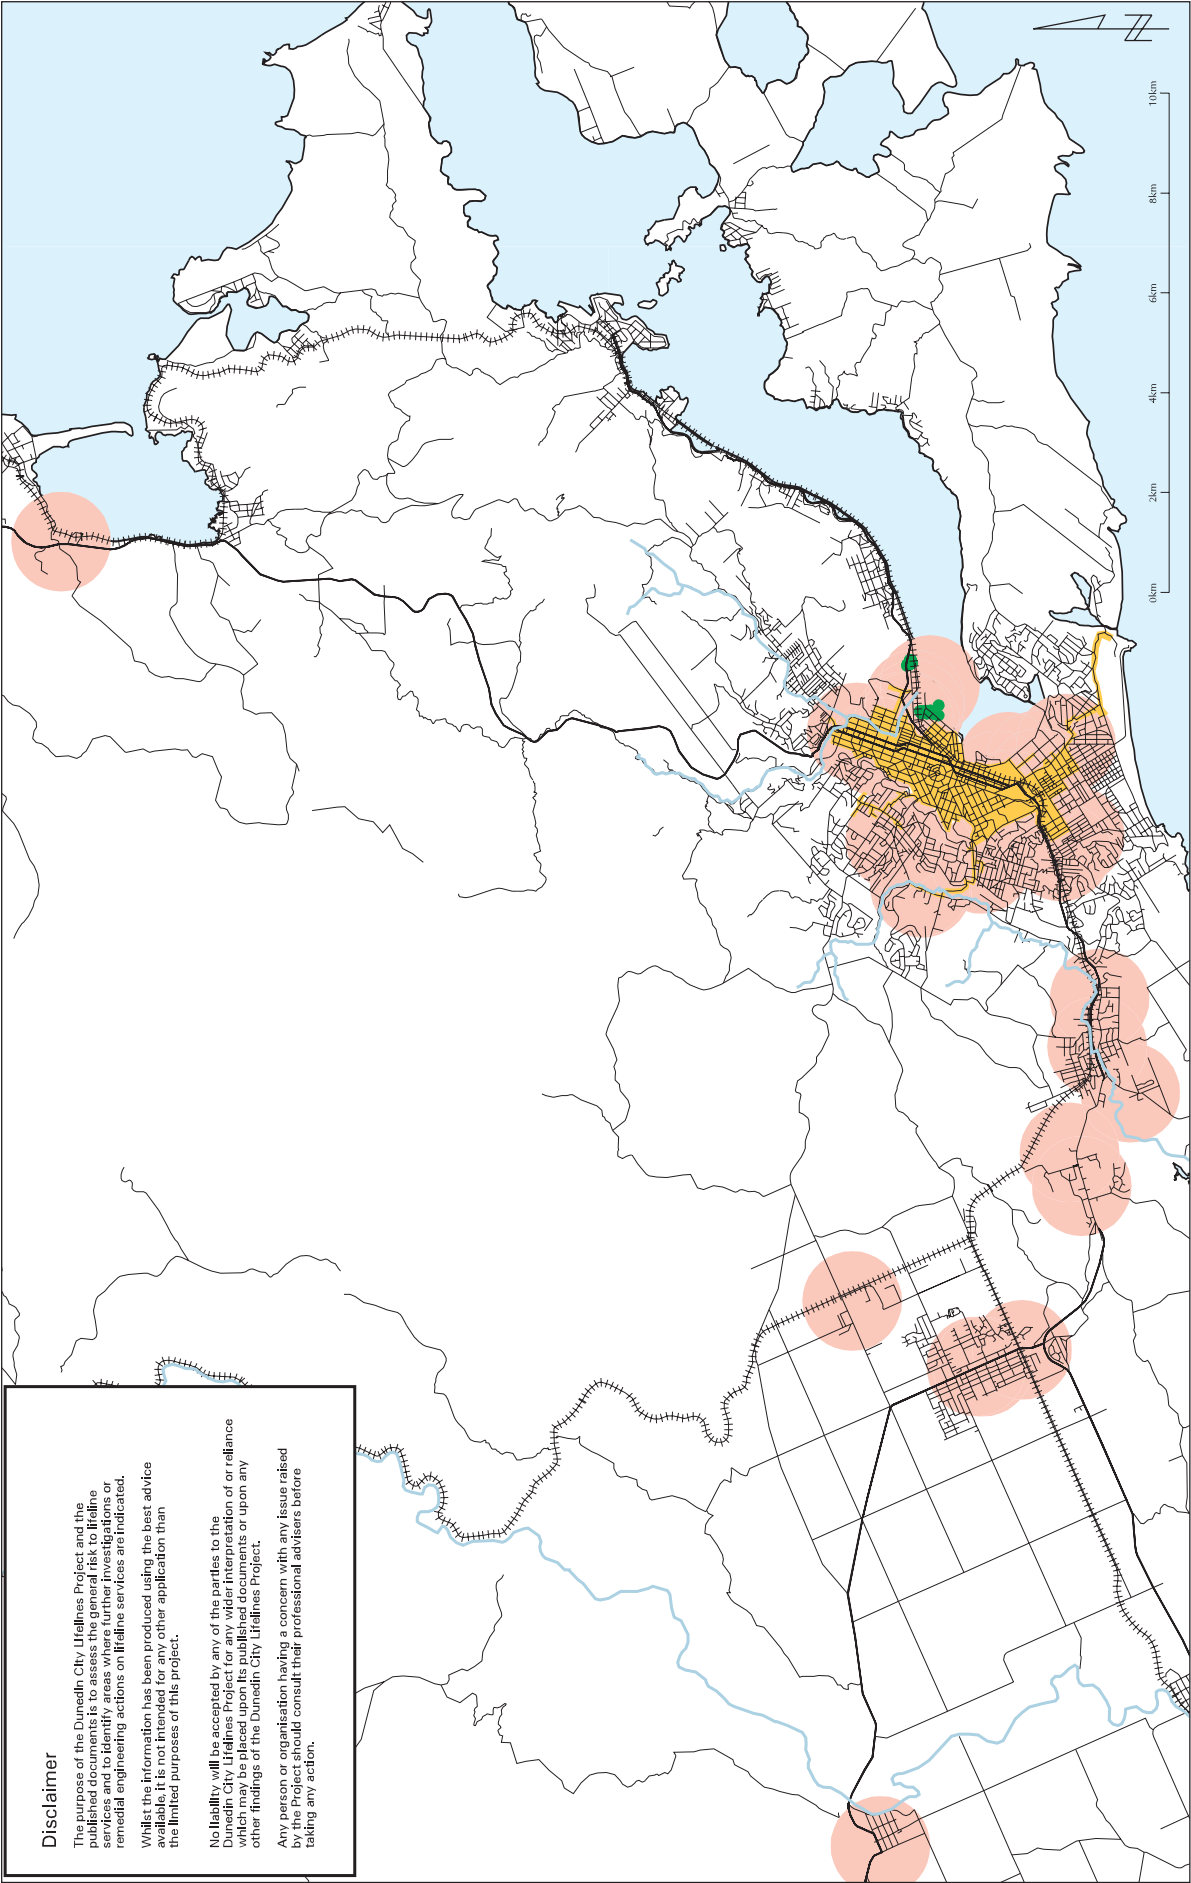 Disclaimer
The purpose of the Dunedin City Lifelines Project and the
published documents is to assess the general risk to lifeline
services and to identify areas where further investigations or
remedial engineering actions on lifeline services are indicated.
Whilst the information has been produced using the best advice
available, it is not intended for any other application than
the limited purposes of this project.
No liability will be accepted by any of the parties to the
Dunedin City Lifelines Project for any wider interpretation of or reliance
which may be placed upon its published documents or upon any
other findings of the Dunedin City Lifelines Project.
Any person or organisation having a concern with any issue raised
by the Project should consult their professional advisers before
taking any action.
0km
2km
4km
6km
8km
10km
N